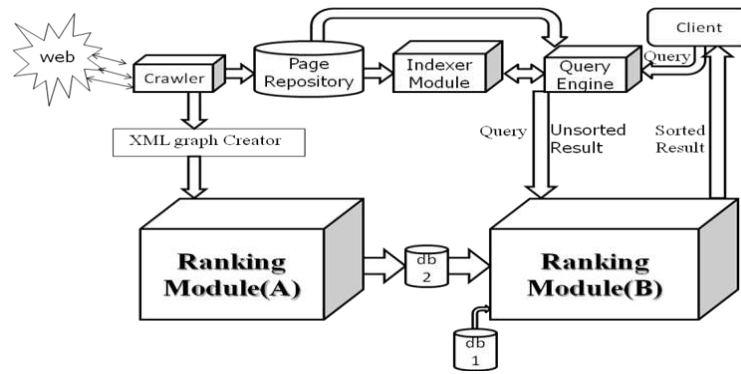 Client
web
Crawler
Page
Repository
Indexer
Module
Query
Engine
Query
XML graph Creator
Query
Unsorted
Result
Sorted
Result
Ranking
Module(A)
db
2
Ranking
Module(B)
db
1